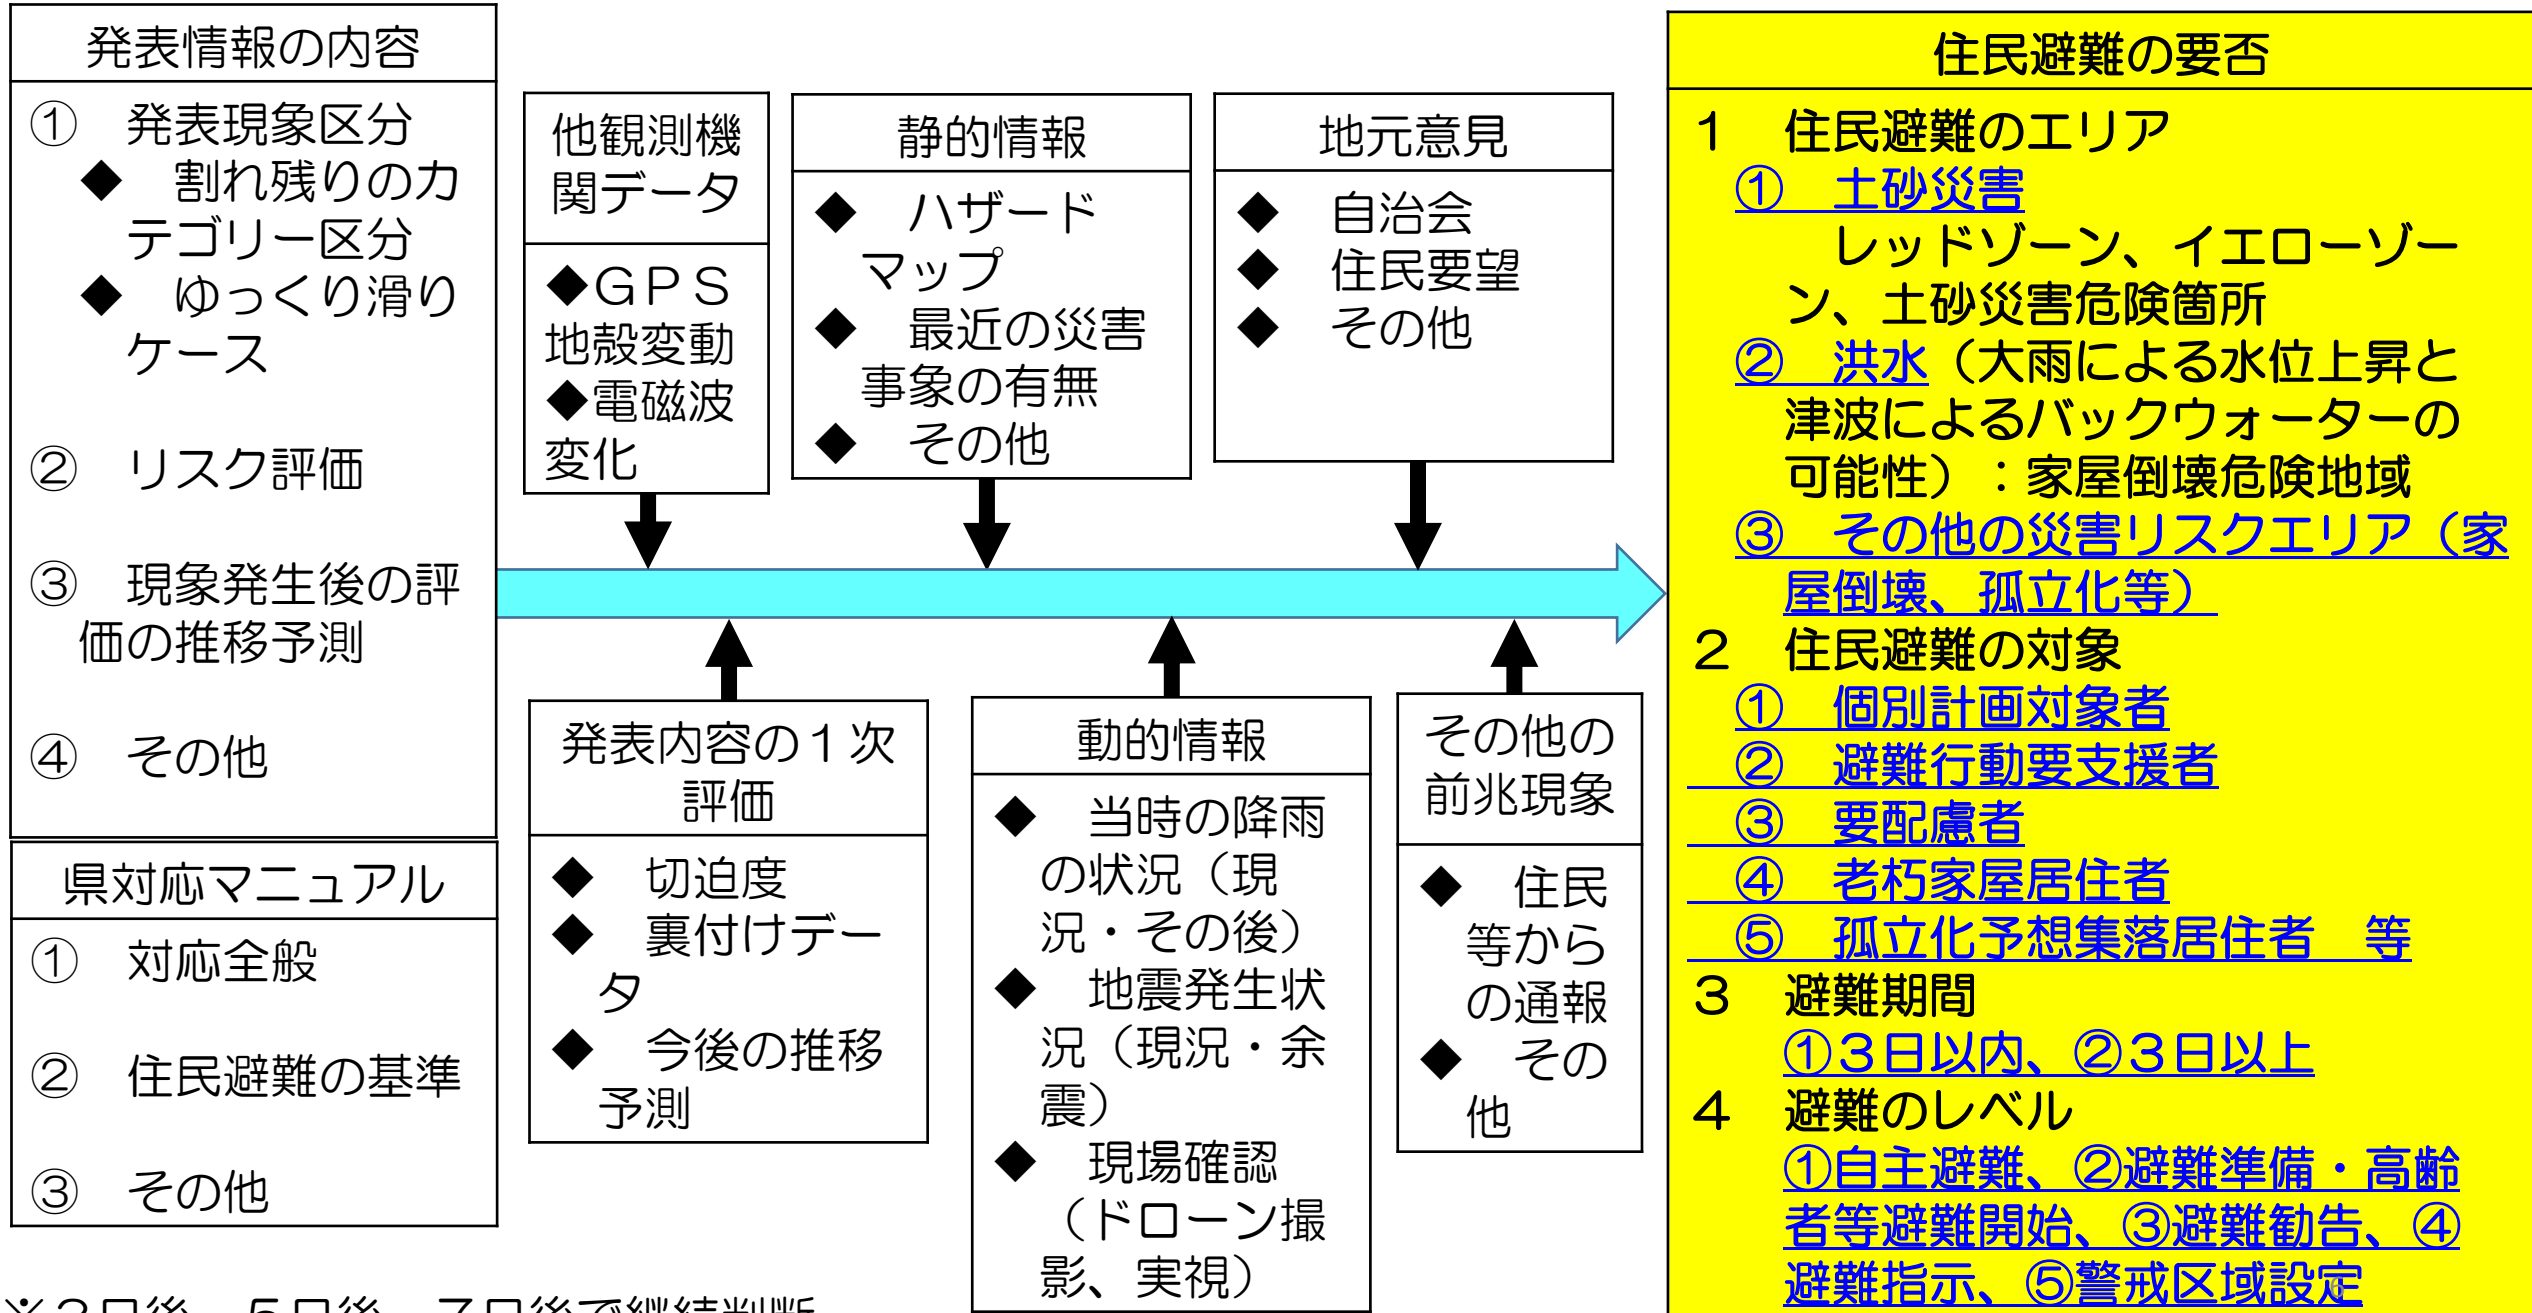 発表情報の内容
① 発表現象区分
◆ 割れ残りのカ
テゴリー区分
◆ ゆっくり滑り
ケース
② リスク評価
③ 現象発生後の評
価の推移予測
④ その他
県対応マニュアル
① 対応全般
② 住民避難の基準
③ その他
他観測機
関データ
◆GPS
地殻変動
◆電磁波
変化
静的情報
◆ ハザード
マップ
◆ 最近の災害
事象の有無
◆ その他
地元意見
◆ 自治会
◆ 住民要望
◆ その他
発表内容の1次
評価
◆ 切迫度
◆ 裏付けデー
タ
◆ 今後の推移
予測
動的情報
◆ 当時の降雨
の状況(現
況・その後)
◆ 地震発生状
況(現況・余
震)
◆ 現場確認
(ドローン撮
影、実視)
その他の
前兆現象
◆ 住民
等から
の通報
◆ その
他
住民避難の要否
1 住民避難のエリア
① 土砂災害
レッドゾーン、イエローゾー
ン、土砂災害危険箇所
② 洪水(大雨による水位上昇と
津波によるバックウォーターの
可能性):家屋倒壊危険地域
③ その他の災害リスクエリア(家
屋倒壊、孤立化等)
2 住民避難の対象
① 個別計画対象者
② 避難行動要支援者
③ 要配慮者
④ 老朽家屋居住者
⑤ 孤立化予想集落居住者 等
3 避難期間
①3日以内、②3日以上
4 避難のレベル
①自主避難、②避難準備・高齢
者等避難開始、③避難勧告、④
避難指示、⑤警戒区域設定